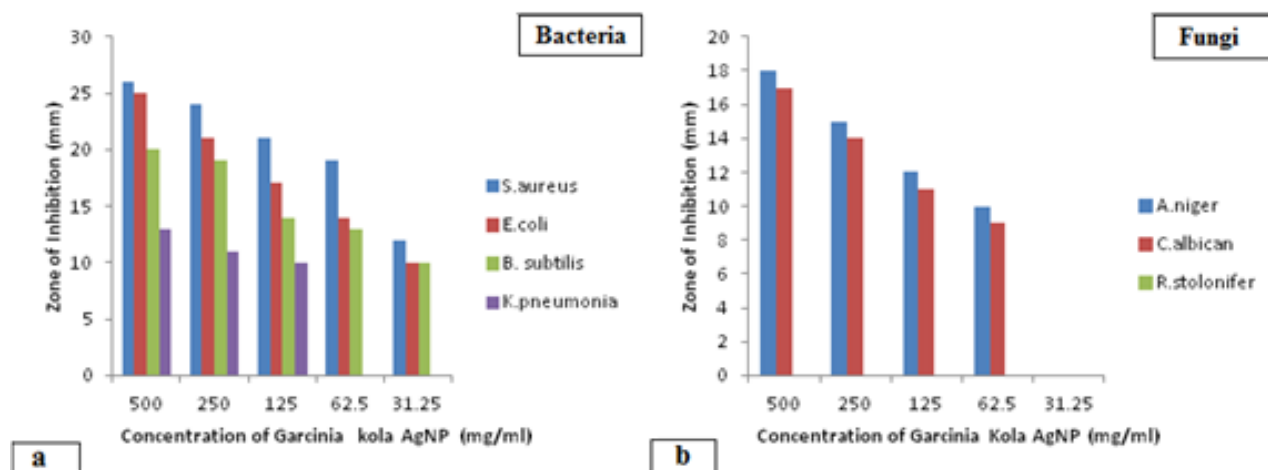 Bacteria
30
25
20
15
10
5
0
Zone of Inhibition (mm)
500 250 125 62.5 31.25
Concentration of Garcinia kola AgNP (mg/ml)
S.aureus
E.coli
B. subtilis
K.pneumonia
a
Fungi
20
18
16
14
12
10
8
6
4
2
0
Zone of Inhibition (mm)
500 250 125 62.5 31.25
Concentration of Garcinia Kola AgNP (mg/ml)
A.niger
C.albican
R.stolonifer
b